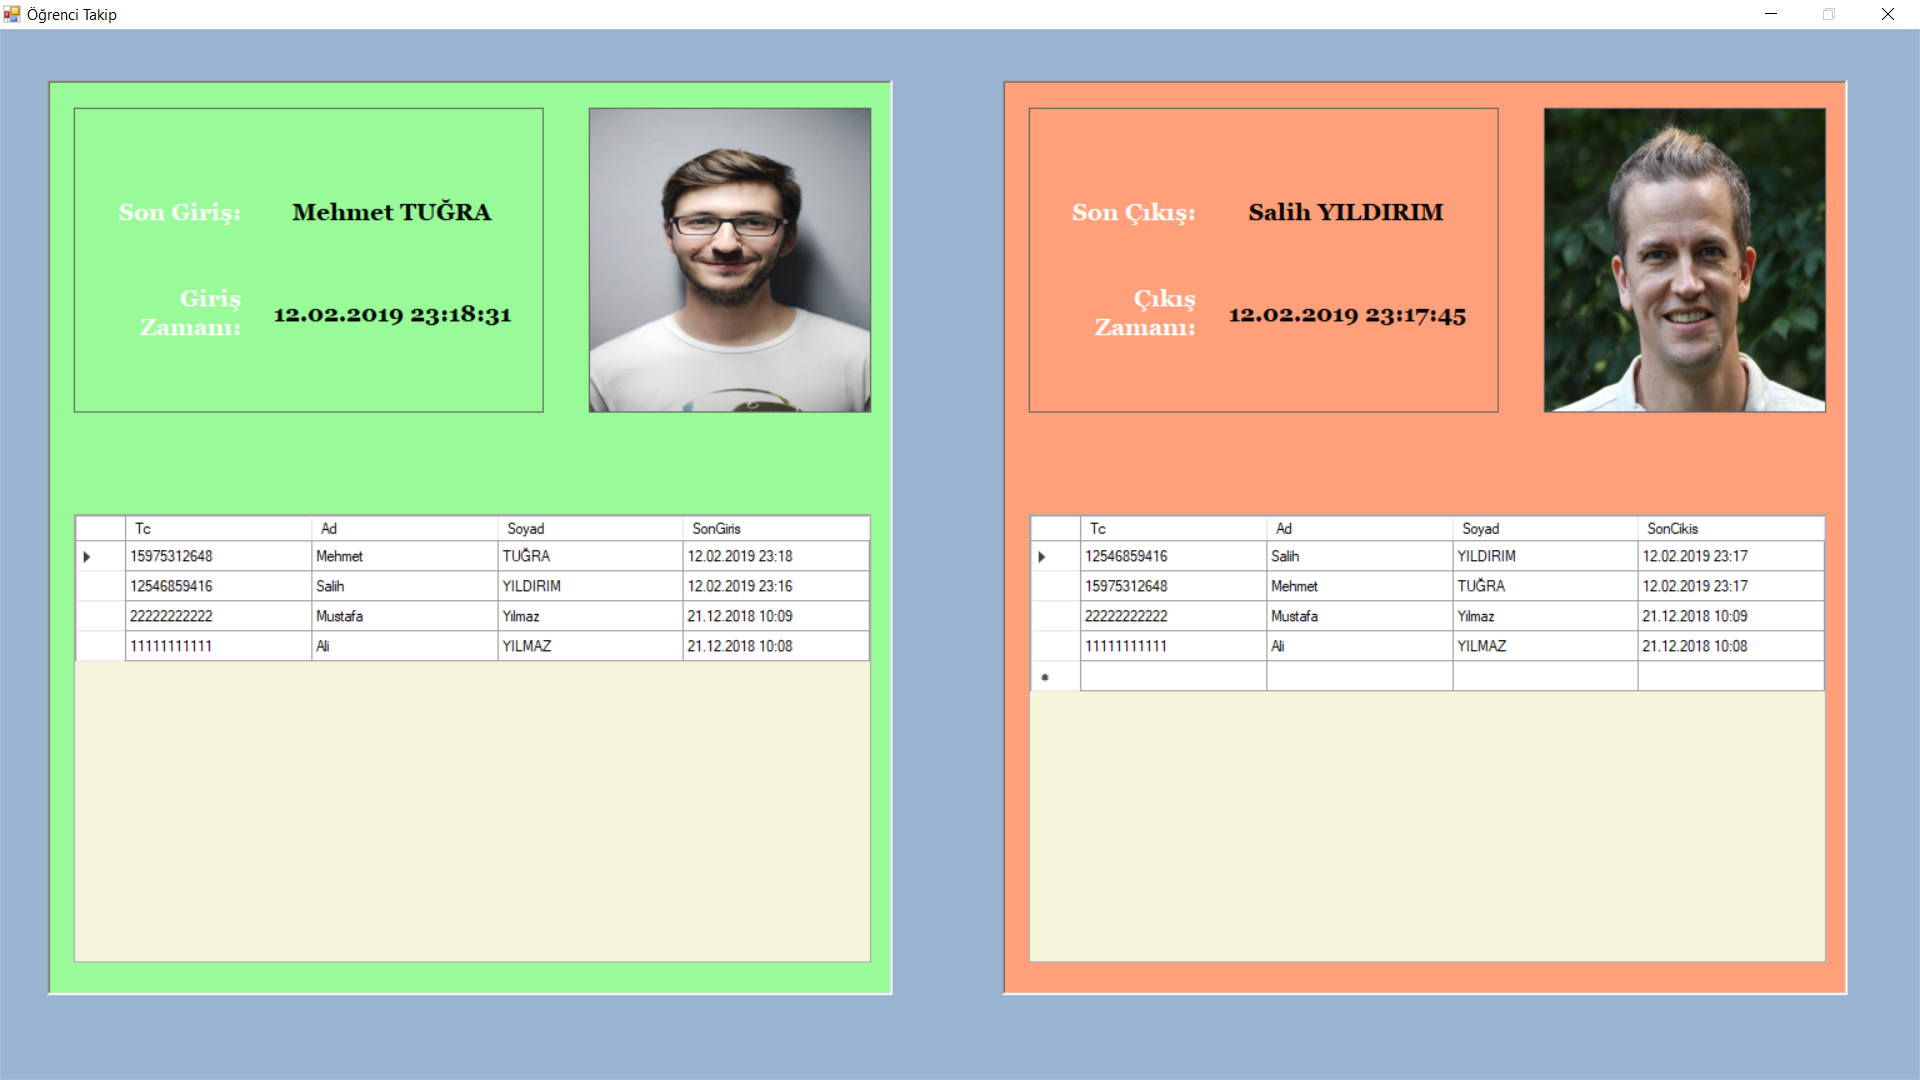 Öğrenci Takip
Son Giriş: Mehmet TUĞRA
Giriş
Zamanı: 12.02.2019 23:18:31
Tc Ad Soyad SonGiris
15975312648 Mehmet TUĞRA 12.02.2019 23:18
12546859416 Salih YILDIRIM 12.02.2019 23:16
22222222222 Mustafa Yılmaz 21.12.2018 10:09
11111111111 Ali YILMAZ 21.12.2018 10:08
Son Çıkış: Salih YILDIRIM
Çıkış
Zamanı: 12.02.2019 23:17:45
Tc Ad Soyad SonCikis
12546859416 Salih YILDIRIM 12.02.2019 23:17
15975312648 Mehmet TUĞRA 12.02.2019 23:17
22222222222 Mustafa Yılmaz 21.12.2018 10:09
11111111111 Ali YILMAZ 21.12.2018 10:08